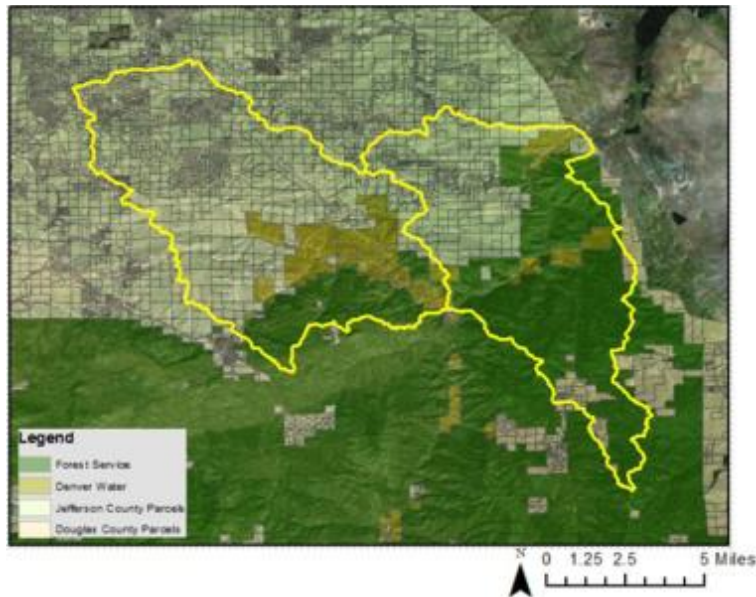 Legend
Forest Service
Denver Water
Jefferson County Parcels
Douglas County Parcels
N
0 1.25 2.5 5 Miles